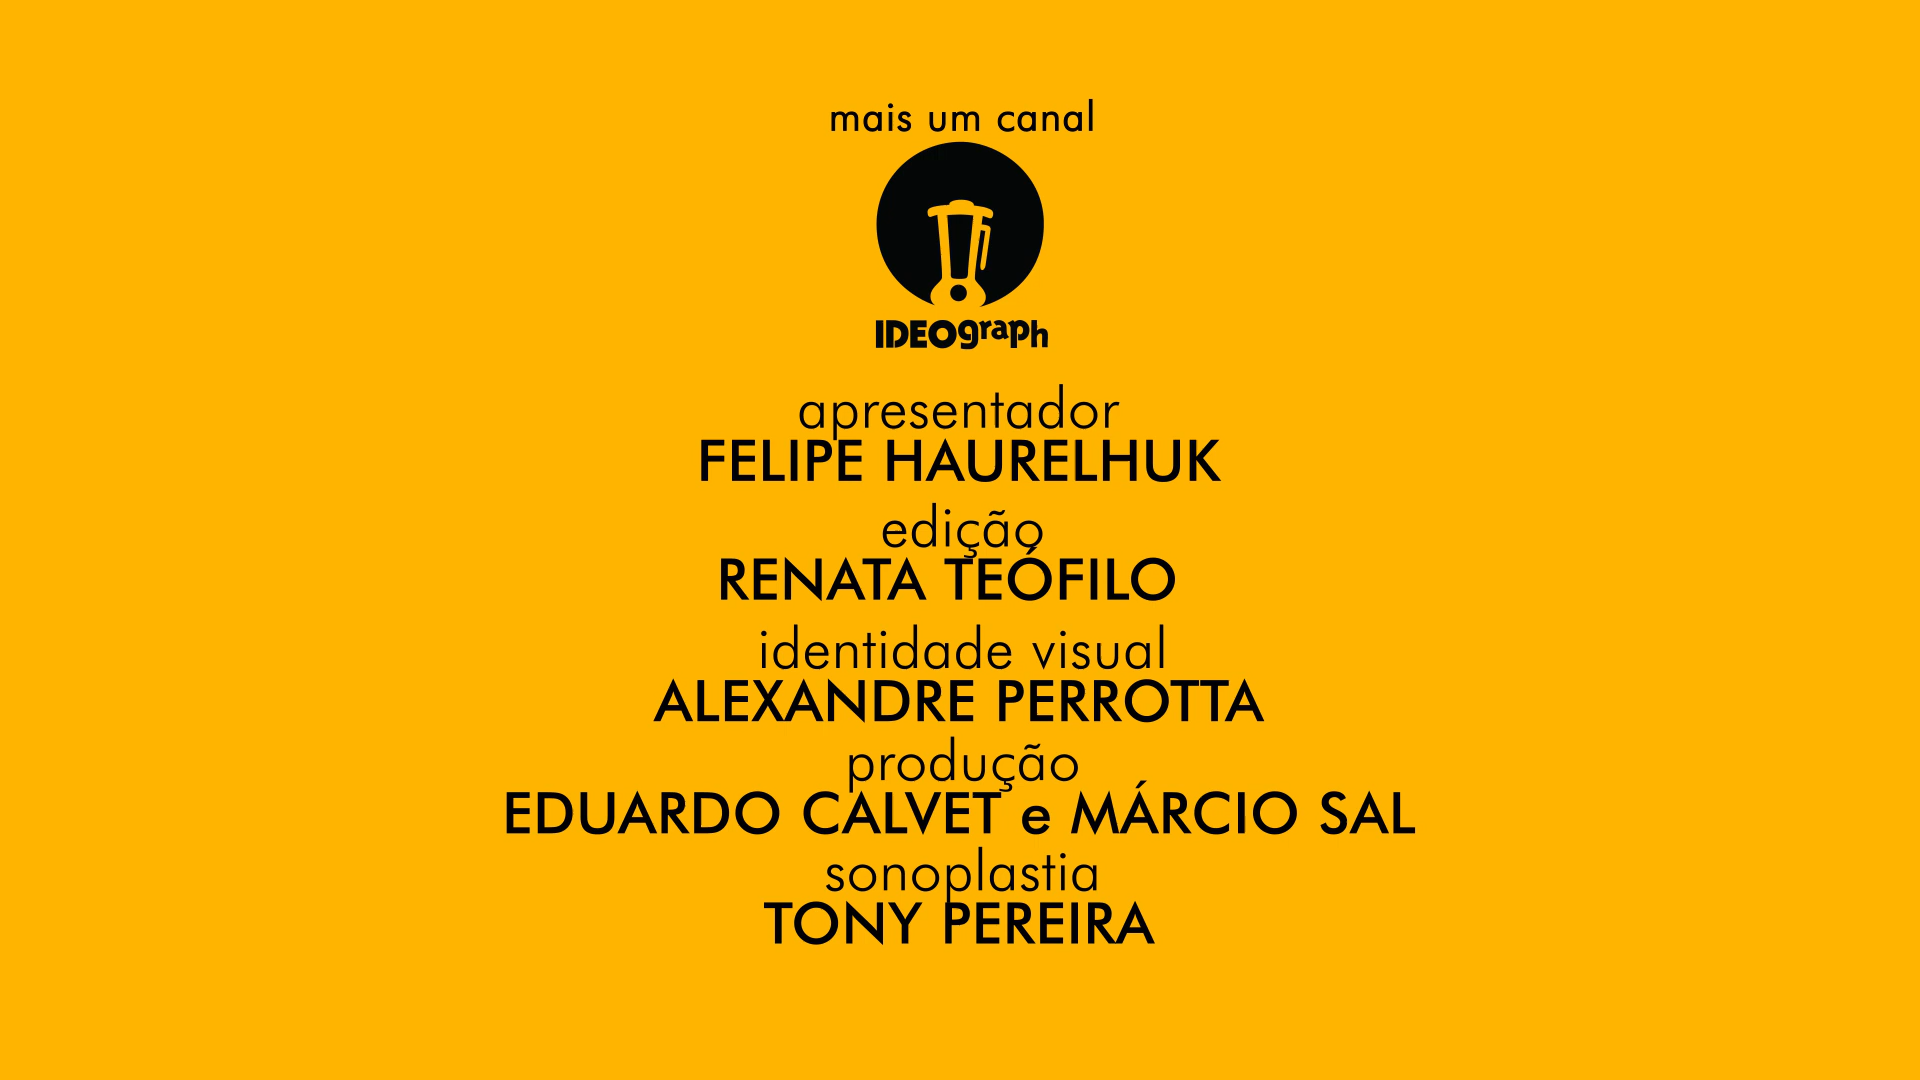 mais um canal
IDEOgraph
apresentador
FELIPE HAURELHUK
edição
RENATA TEÓFILO
identidade visual
ALEXANDRE PERROTTA
produção
EDUARDO CALVET e MÁRCIO SAL
sonoplastia
TONY PEREIRA